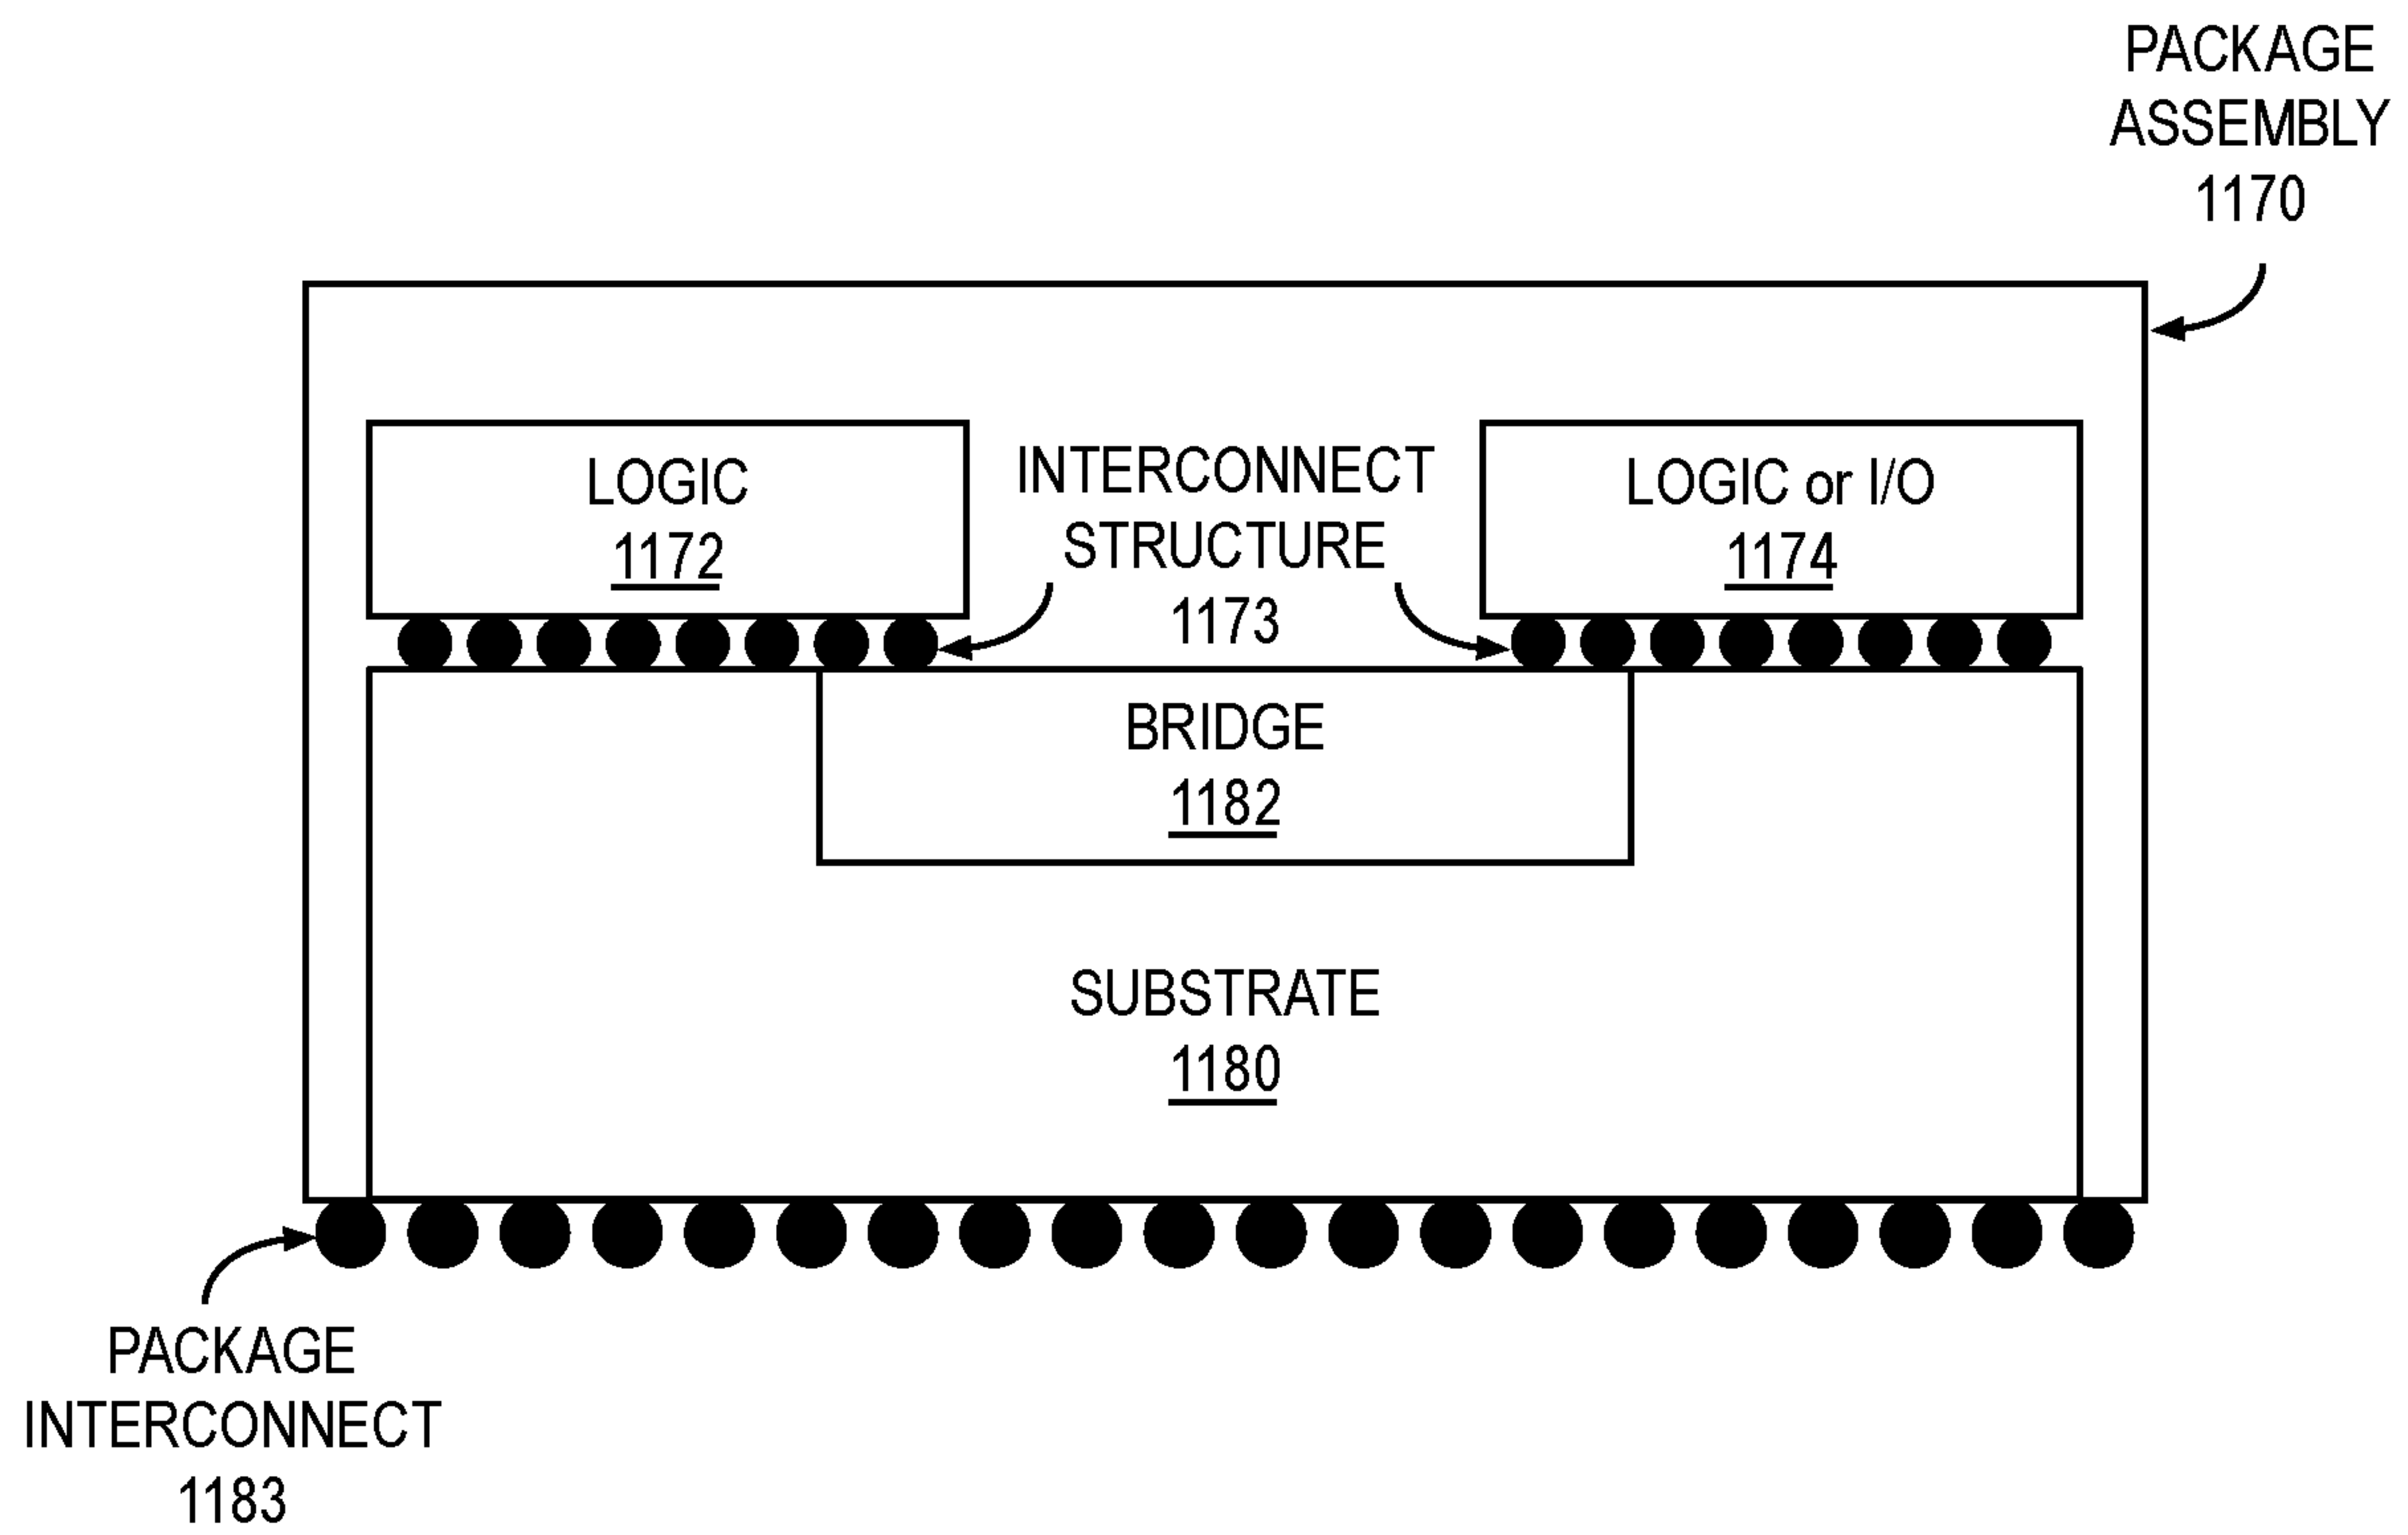 PACKAGE
ASSEMBLY
1170
LOGIC
1172
INTERCONNECT
STRUCTURE
1173
LOGIC or I/O
1174
BRIDGE
1182
SUBSTRATE
1180
PACKAGE
INTERCONNECT
1183